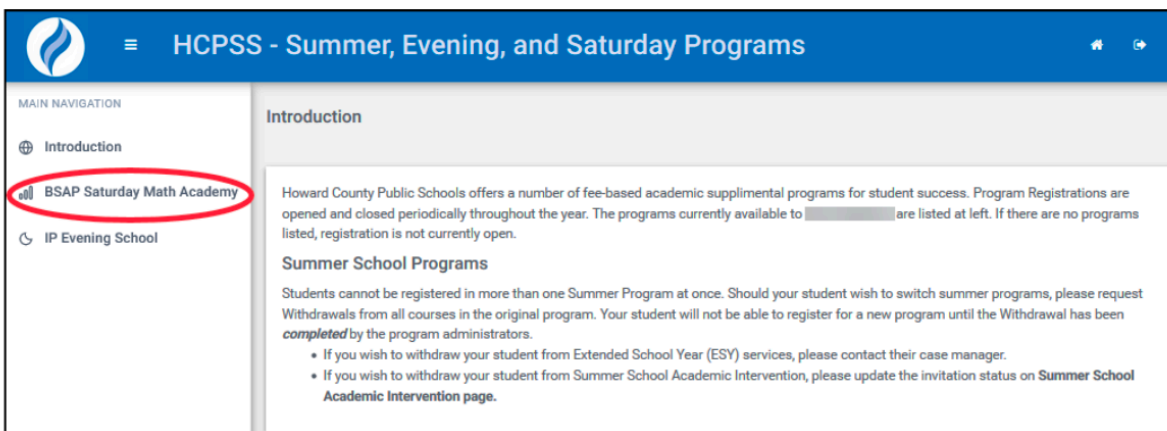 HCPSS - Summer, Evening, and Saturday Programs
MAIN NAVIGATION
Introduction
BSAP Saturday Math Academy
IP Evening School
Introduction
Howard County Public Schools offers a number of fee-based academic supplimental programs for student success. Program Registrations are
opened and closed periodically throughout the year. The programs currently available to are listed at left. If there are no programs
listed, registration is not currently open.
Summer School Programs
Students cannot be registered in more than one Summer Program at once. Should your student wish to switch summer programs, please request
Withdrawals from all courses in the original program. Your student will not be able to register for a new program until the Withdrawal has been
completed by the program administrators.
• If you wish to withdraw your student from Extended School Year (ESY) services, please contact their case manager.
• If you wish to withdraw your student from Summer School Academic Intervention, please update the invitation status on Summer School
Academic Intervention page.